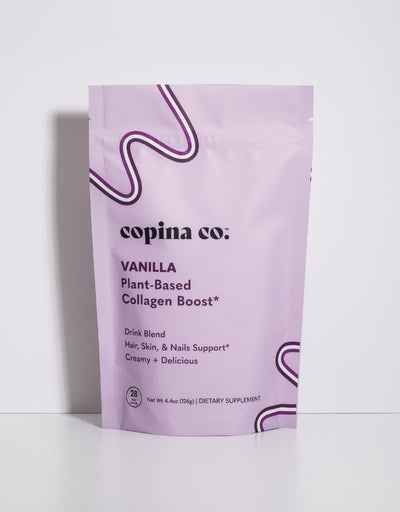 copina co.™
VANILLA
Plant-Based
Collagen Boost*
Drink Blend
Hair, Skin, & Nails Support*
Creamy + Delicious
28
Net Wt 4.4oz (126g) | DIETARY SUPPLEMENT